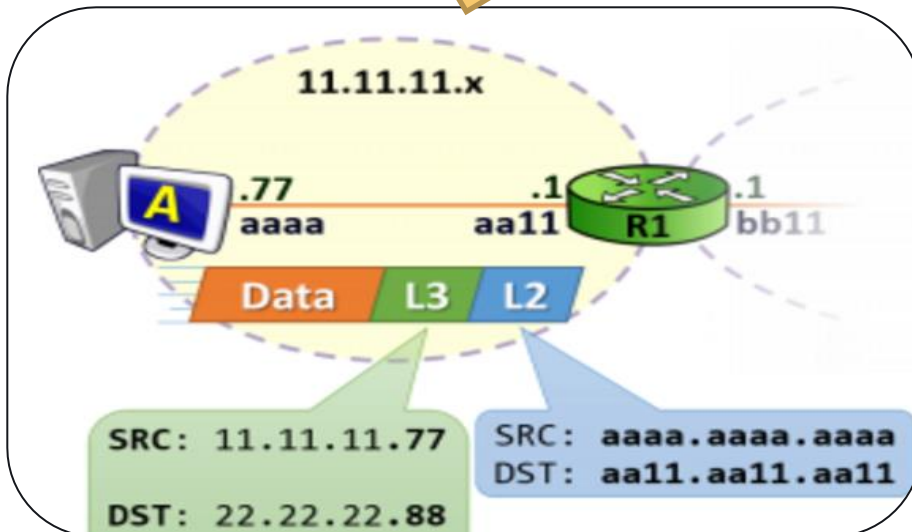 11.11.11.x
A
.77
.1
.1
aaaa
aa11
R1
bb11
Data
L3
L2
SRC: 11.11.11.77
DST: 22.22.22.88
SRC: aaaa.aaaa.aaaa
DST: aa11.aa11.aa11